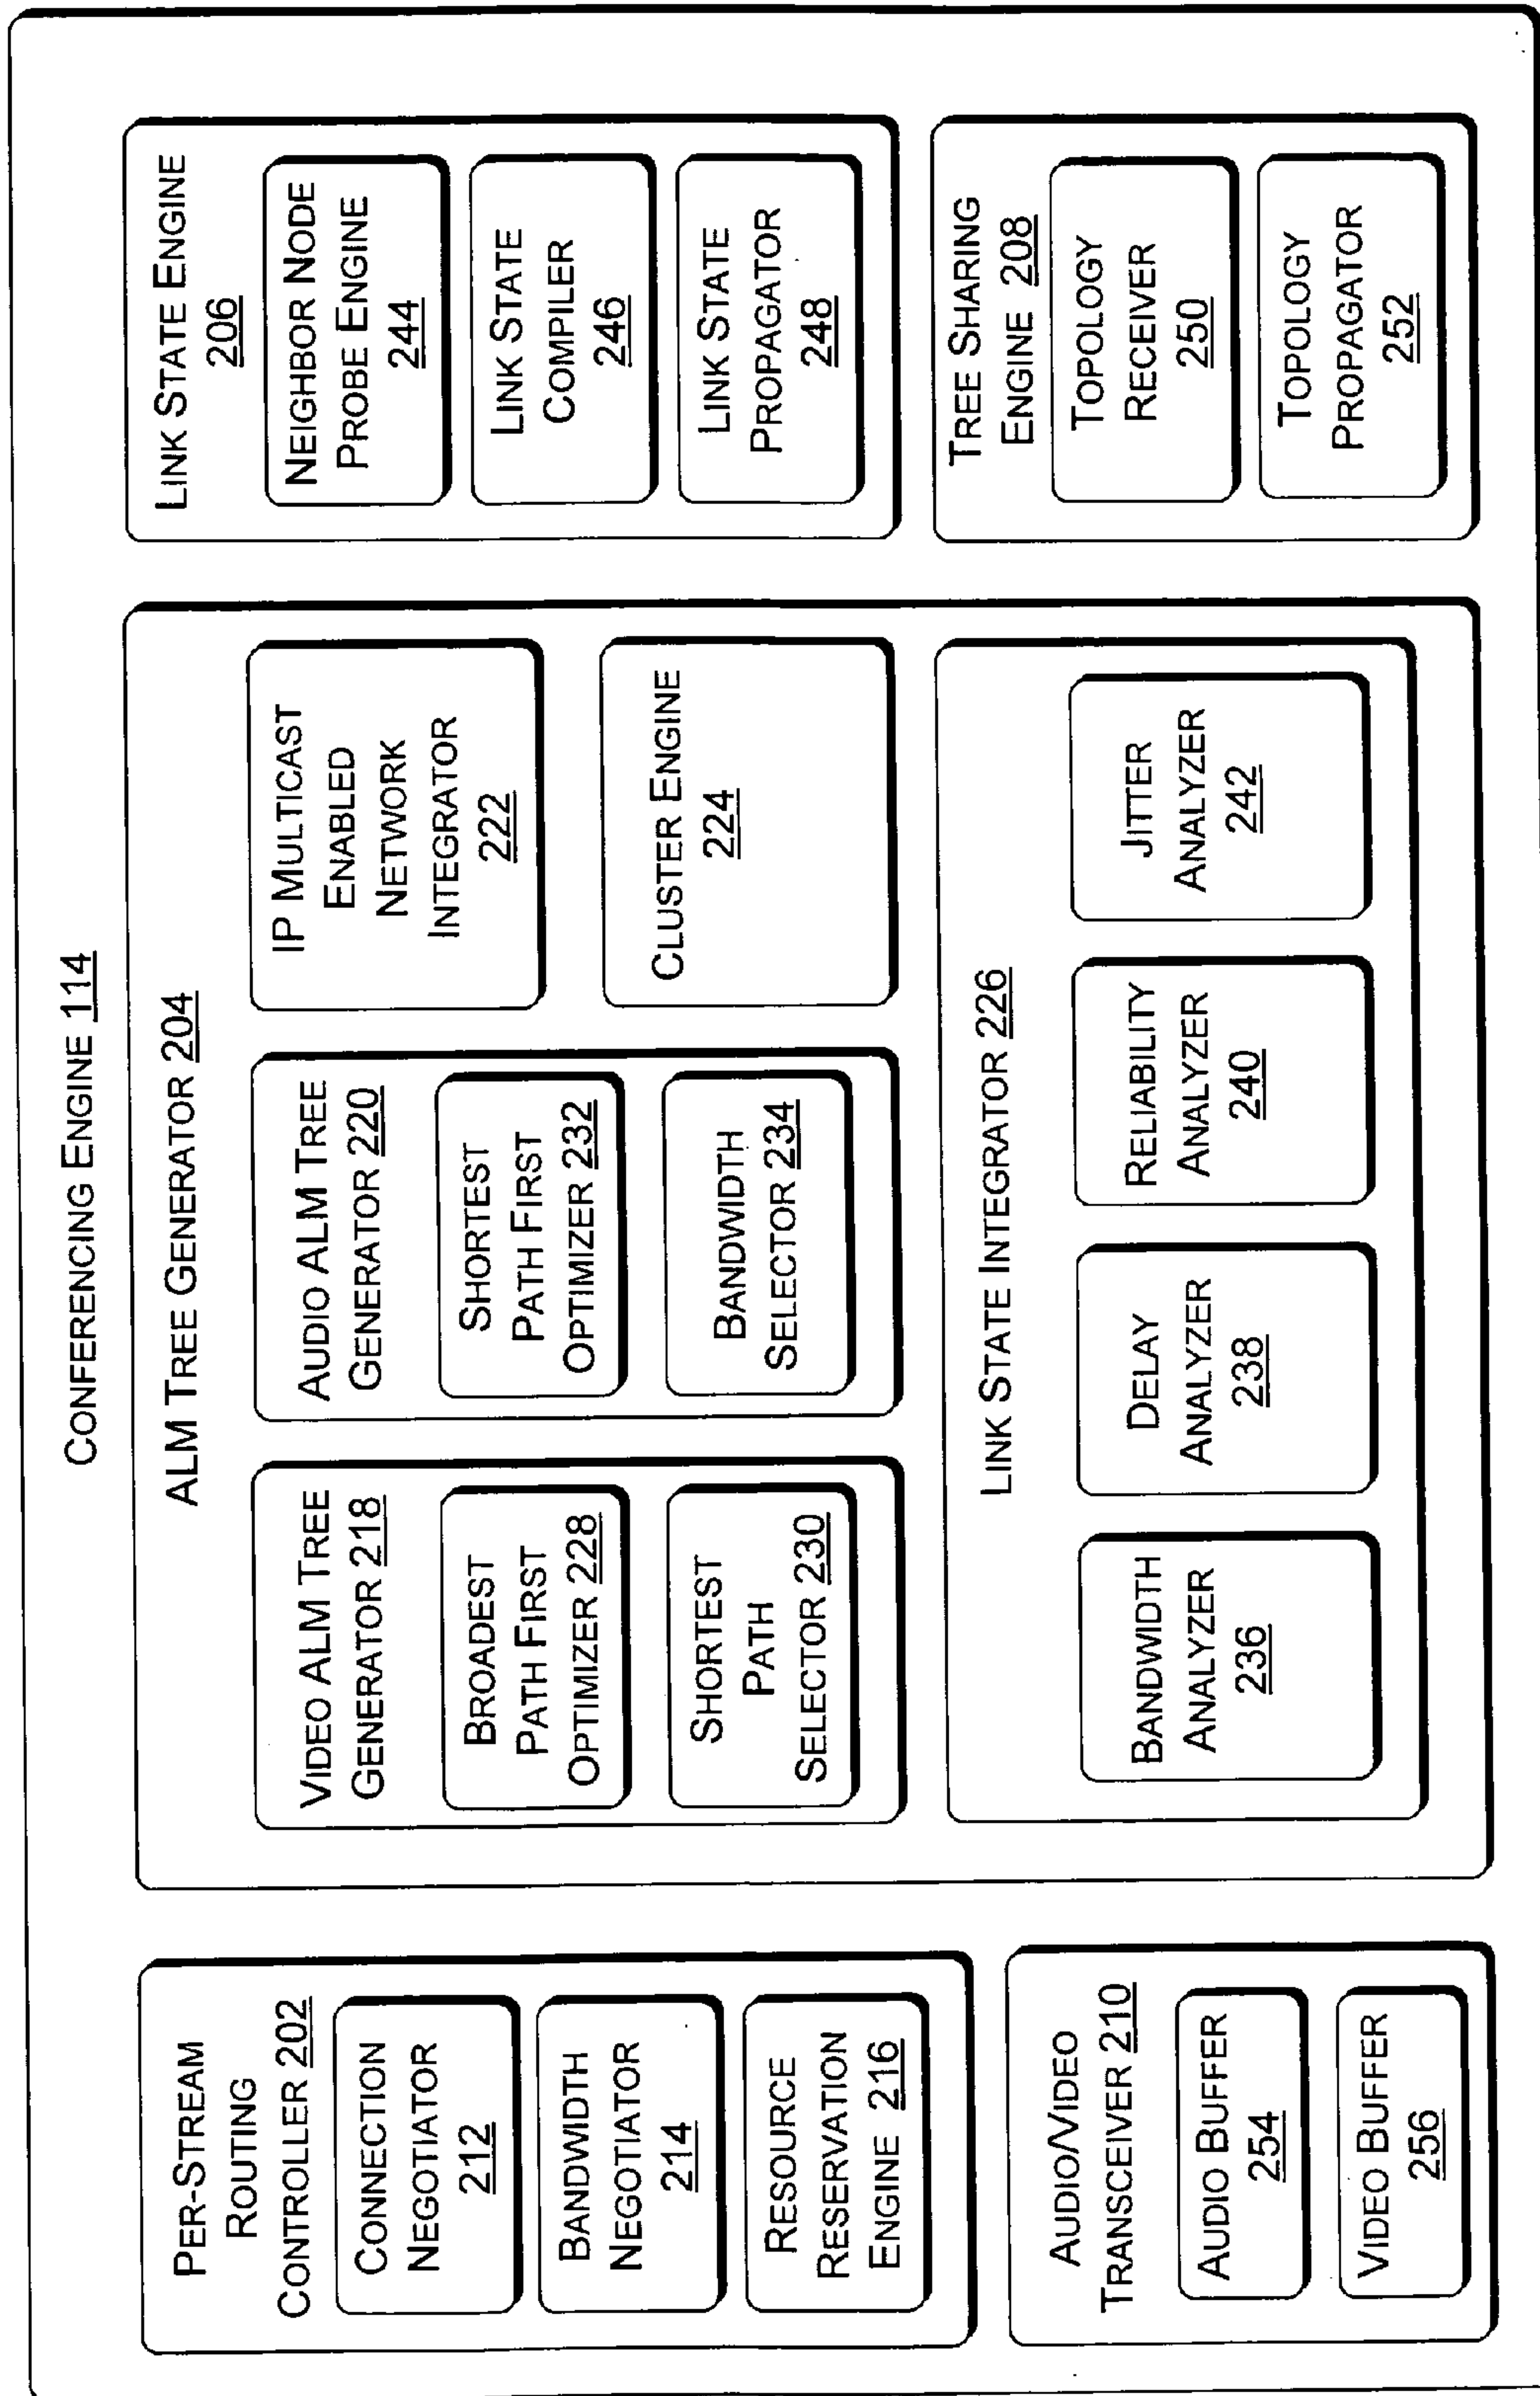 CONFERENCING ENGINE 114
PER-STREAM
ROUTING
CONTROLLER 202
CONNECTION
NEGOTIATOR
212
BANDWIDTH
NEGOTIATOR
214
RESOURCE
RESERVATION
ENGINE 216
AUDIO/VIDEO
TRANSCEIVER 210
AUDIO BUFFER
254
VIDEO BUFFER
256
ALM TREE GENERATOR 204
VIDEO ALM TREE
GENERATOR 218
BROADEST
PATH FIRST
OPTIMIZER 228
SHORTEST
PATH
SELECTOR 230
AUDIO ALM TREE
GENERATOR 220
SHORTEST
PATH FIRST
OPTIMIZER 232
BANDWIDTH
SELECTOR 234
IP MULTICAST
ENABLED
NETWORK
INTEGRATOR
222
CLUSTER ENGINE
224
LINK STATE INTEGRATOR 226
BANDWIDTH
ANALYZER
236
DELAY
ANALYZER
238
RELIABILITY
ANALYZER
240
JITTER
ANALYZER
242
LINK STATE ENGINE
206
NEIGHBOR NODE
PROBE ENGINE
244
LINK STATE
COMPILER
246
LINK STATE
PROPAGATOR
248
TREE SHARING
ENGINE 208
TOPOLOGY
RECEIVER
250
TOPOLOGY
PROPAGATOR
252